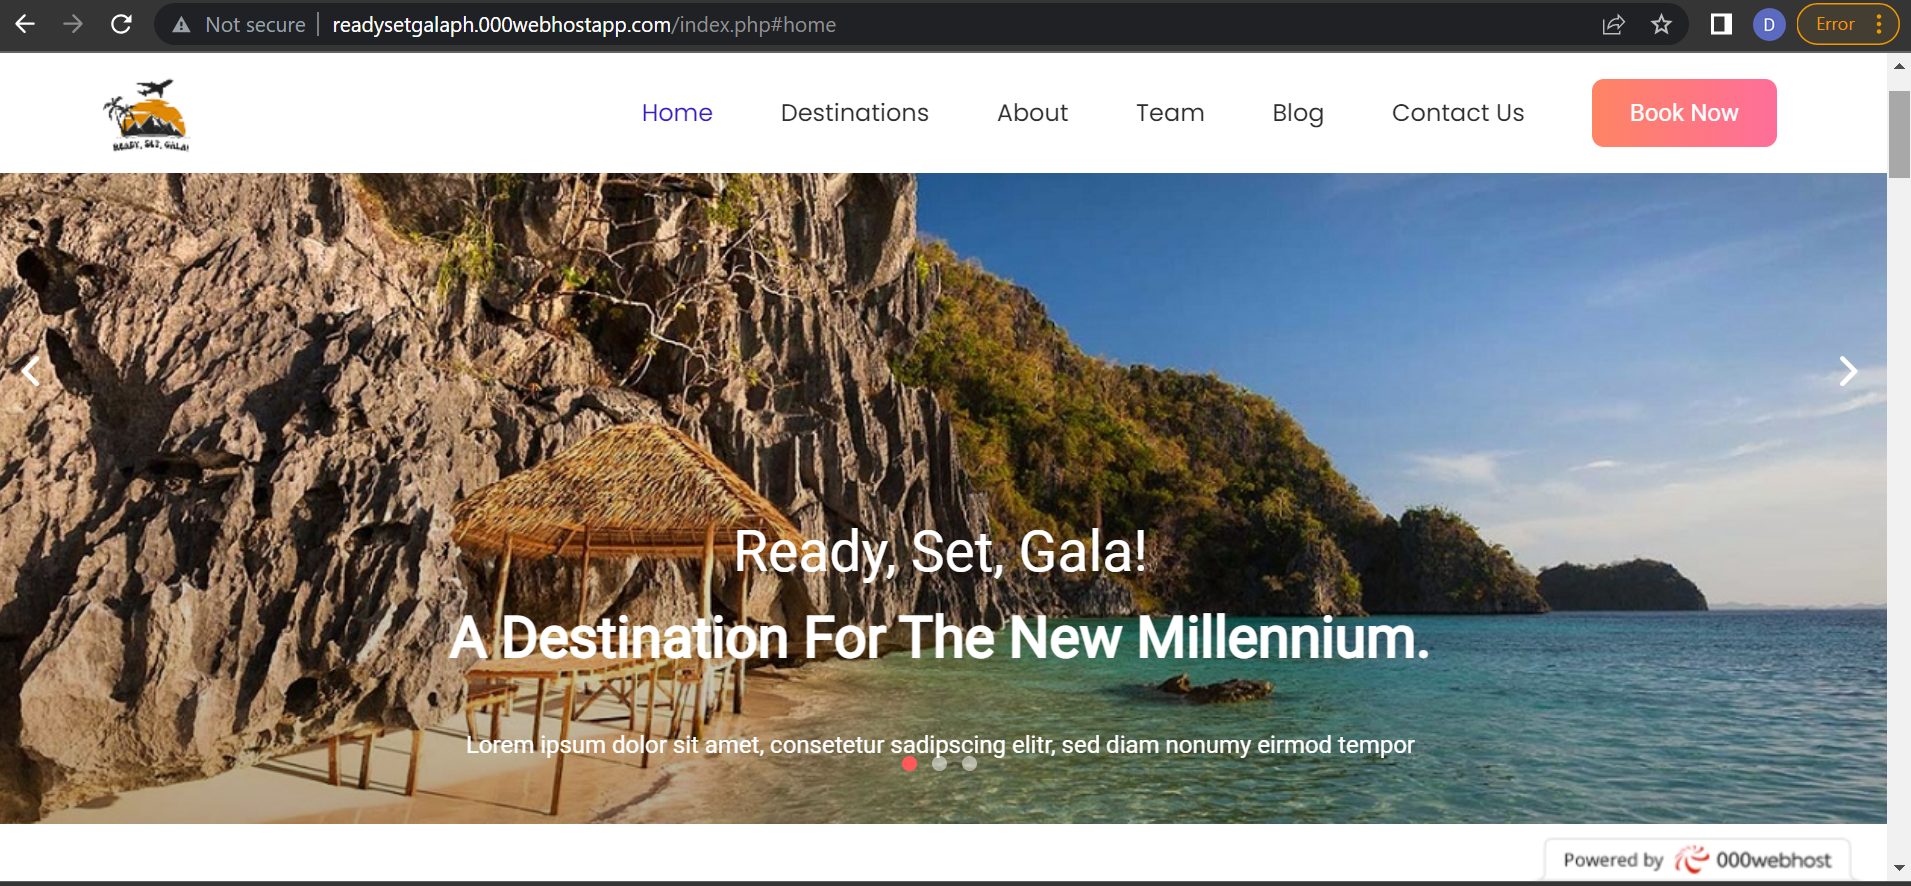 Not secure | readysetgalaph.000webhostapp.com/index.php#home
D
Error
READY, SET, GALA!
Home
Destinations
About
Team
Blog
Contact Us
Book Now
Ready, Set, Gala!
A Destination For The New Millennium.
Lorem ipsum dolor sit amet, consetetur sadipscing elitr, sed diam nonumy eirmod tempor
Powered by 000webhost